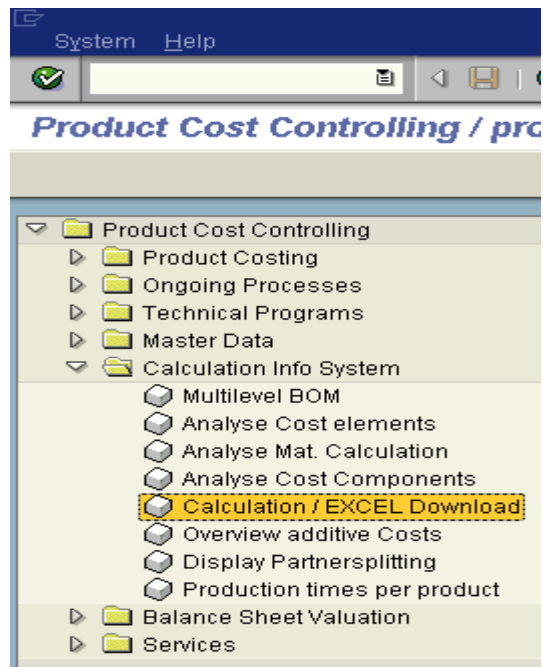 System Help
Product Cost Controlling / pro
Product Cost Controlling
Product Costing
Ongoing Processes
Technical Programs
Master Data
Calculation Info System
Multilevel BOM
Analyse Cost elements
Analyse Mat. Calculation
Analyse Cost Components
Calculation / EXCEL Download
Overview additive Costs
Display Partnersplitting
Production times per product
Balance Sheet Valuation
Services